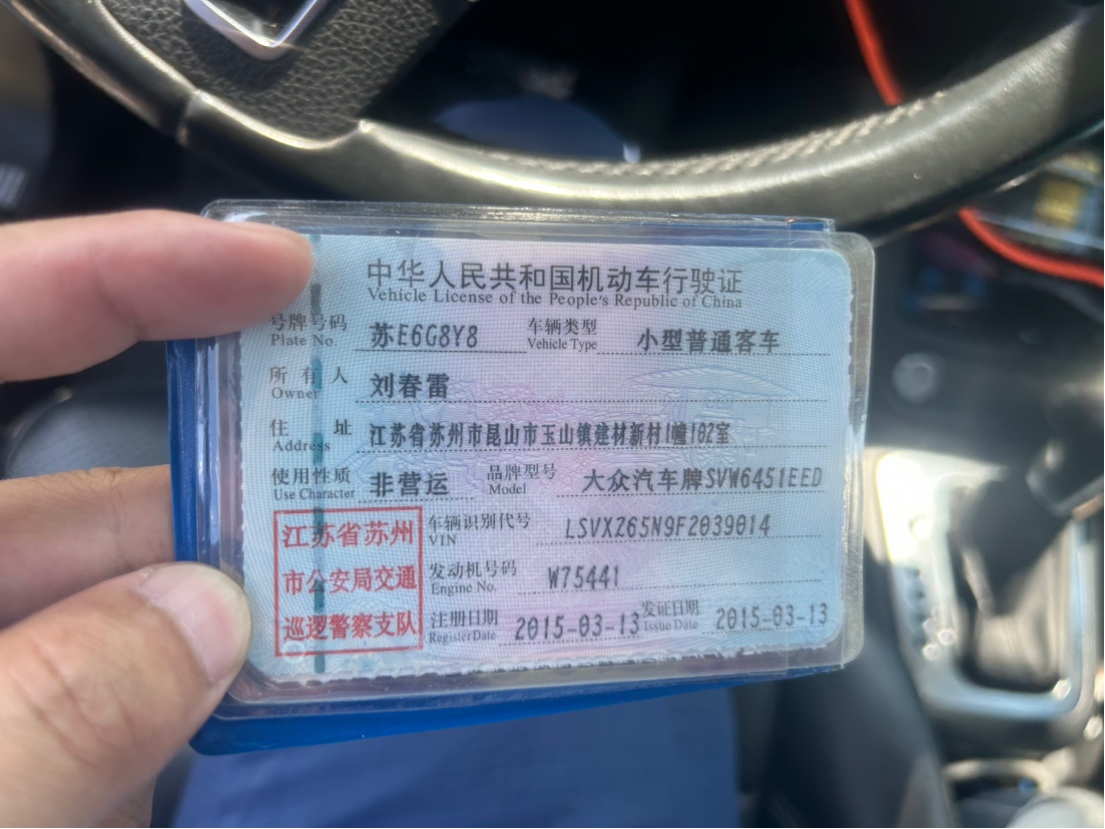 中华人民共和国机动车行驶证
Vehicle License of the People's Republic of China
号牌号码 苏E6G8Y8 车辆类型 小型普通客车
Plate No. Vehicle Type
所有人 刘春雷
Owner
住址 江苏省苏州市昆山市玉山镇建材新村1幢102室
Address
使用性质 非营运 品牌型号 大众汽车牌SVW6451EED
Use Character Model
江苏省苏州 车辆识别代号 LSVXZ65N9F2039014
VIN
市公安局交通 发动机号码 W75441
Engine No.
巡逻警察支队 注册日期 2015-03-13 发证日期 2015-03-13
Register Date Issue Date